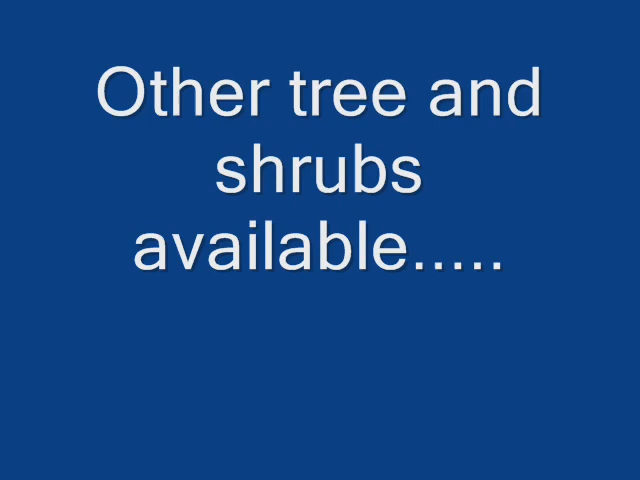 Other tree and
shrubs
available.....